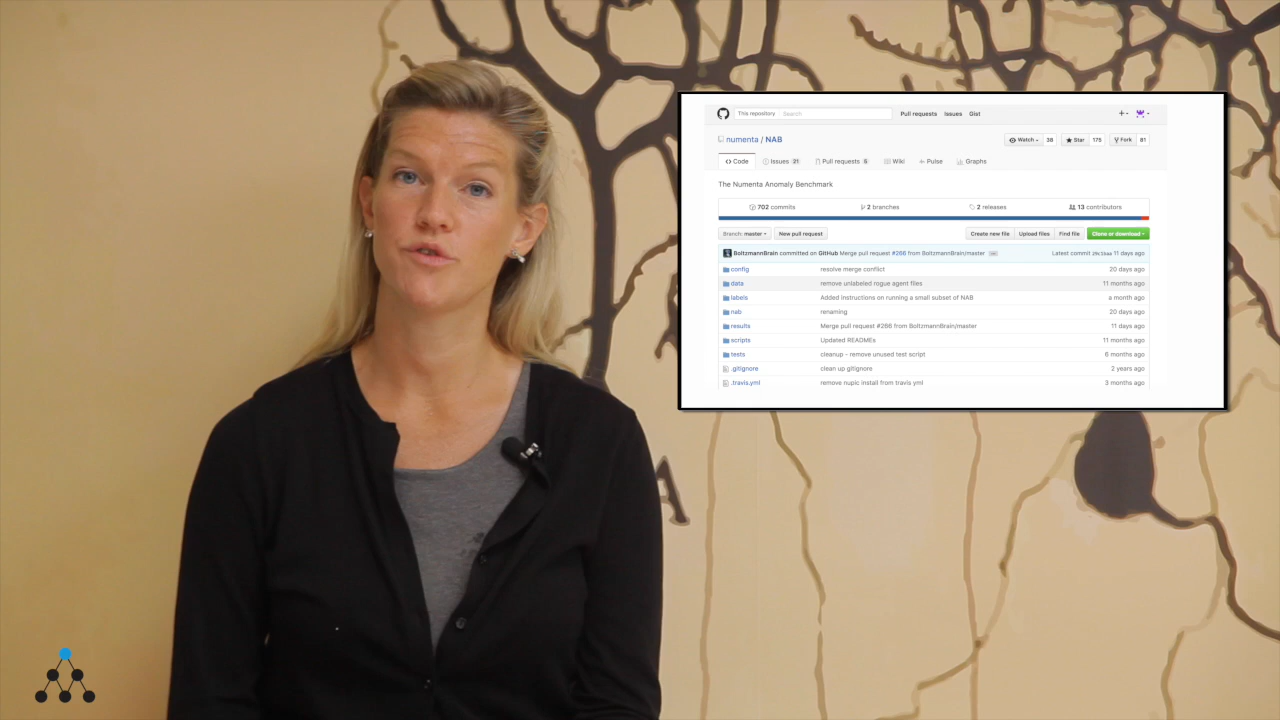 This repository Search Pull requests Issues Gist
numenta / NAB Watch 38 Star 175 Fork 81
Code Issues 21 Pull requests 5 Wiki Pulse Graphs
The Numenta Anomaly Benchmark
702 commits 2 branches 2 releases 13 contributors
Branch: master New pull request Create new file Upload files Find file Clone or download
BoltzmannBrain committed on GitHub Merge pull request #266 from BoltzmannBrain/master Latest commit 11 days ago
config resolve merge conflict 20 days ago
data remove unlabeled rogue agent files 11 months ago
labels Added instructions on running a small subset of NAB a month ago
nab renaming 20 days ago
results Merge pull request #266 from BoltzmannBrain/master 11 days ago
scripts Updated READMEs 11 months ago
tests cleanup - remove unused test script 6 months ago
.gitignore clean up gitignore 2 years ago
.travis.yml remove nupic install from travis yml 3 months ago